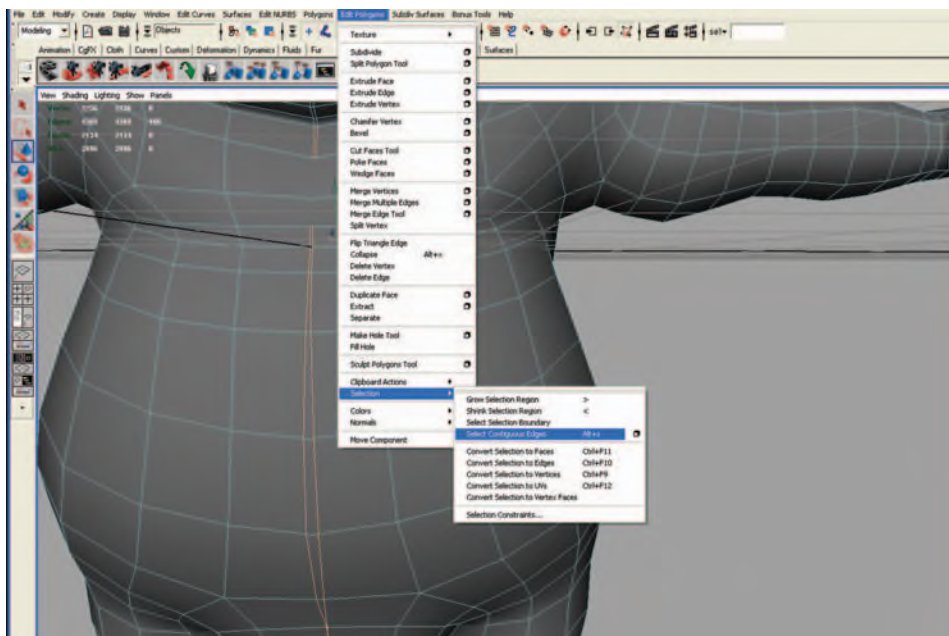 File Edit Modify Create Display Window Edit Curves Surfaces Edit NURBS Polygons Edit Polygons Subdiv Surfaces Bonus Tools Help
Modeling Objects sel
Animation CgFX Cloth Curves Custom Deformation Dynamics Fluids Fur Surfaces
View Shading Lighting Show Panels
Texture
Subdivide
Split Polygon Tool
Extrude Face
Extrude Edge
Extrude Vertex
Chamfer Vertex
Bevel
Cut Faces Tool
Poke Faces
Wedge Faces
Merge Vertices
Merge Multiple Edges
Merge Edge Tool
Split Vertex
Flip Triangle Edge
Collapse
Delete Vertex
Delete Edge
Duplicate Face
Extract
Separate
Make Hole Tool
Fill Hole
Sculpt Polygons Tool
Clipboard Actions
Selection
Colors
Normals
Move Component
Grow Selection Region >
Shrink Selection Region <
Select Selection Boundary
Select Contiguous Edges
Convert Selection to Faces Ctrl+F11
Convert Selection to Edges Ctrl+F10
Convert Selection to Vertices Ctrl+F9
Convert Selection to UVs Ctrl+F12
Convert Selection to Vertex Faces
Selection Constraints...